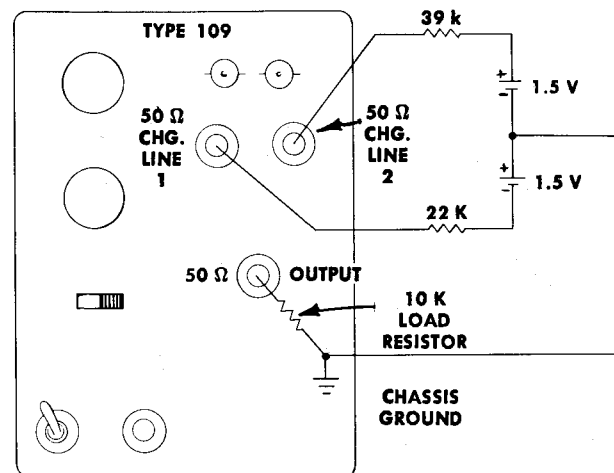 TYPE 109
39 k
+
-
1.5 V
50 Ω
CHG.
LINE
1
50 Ω
CHG.
LINE
2
+
-
1.5 V
22 K
50 Ω OUTPUT
10 K
LOAD
RESISTOR
CHASSIS
GROUND